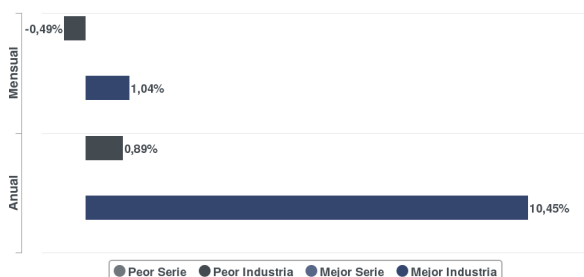 Mensual
-0,49%
1,04%
Anual
0,89%
10,45%
Peor Serie Peor Industria Mejor Serie Mejor Industria